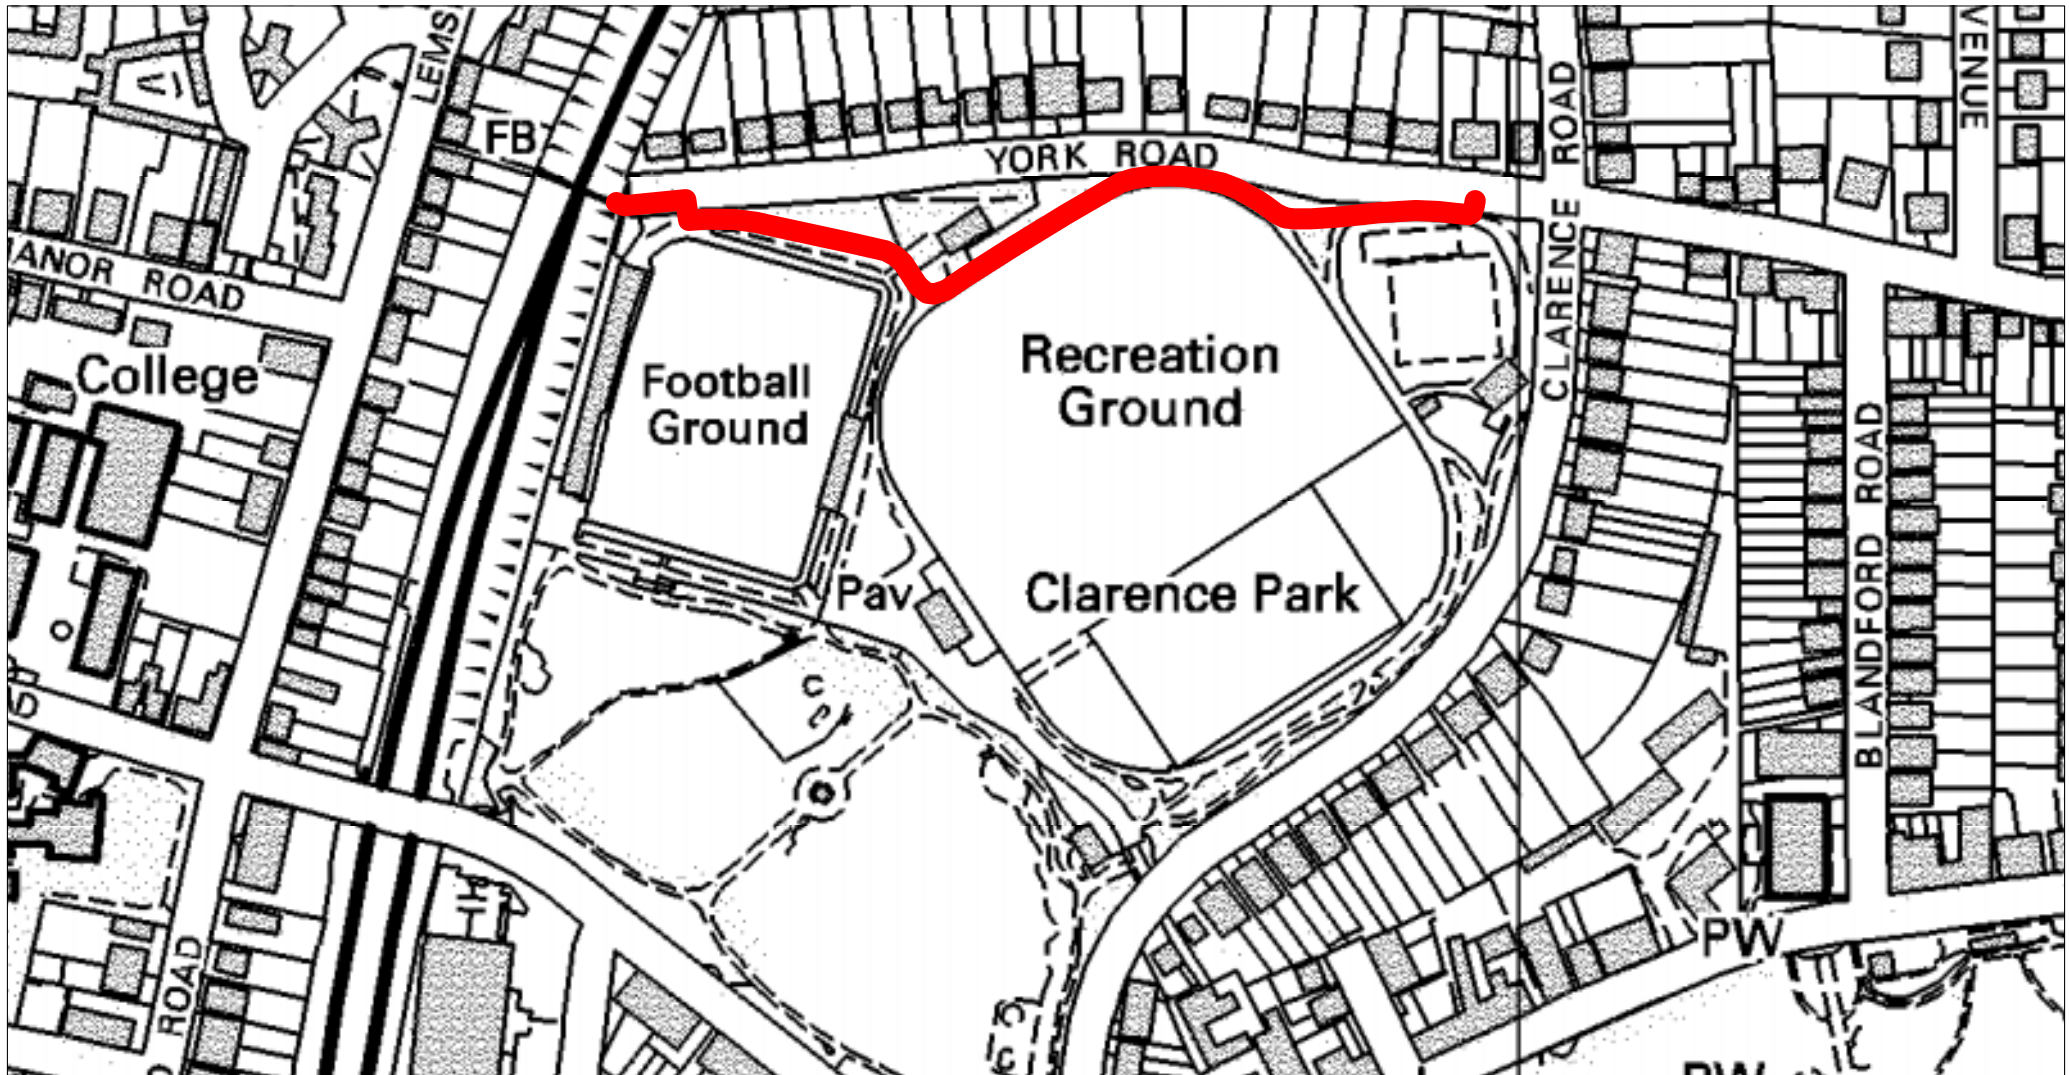 LEMS
VENUE
FB
YORK ROAD
CLARENCE ROAD
ANOR ROAD
College
Football
Ground
Recreation
Ground
BLANDFORD ROAD
Pav
Clarence Park
PW
ROAD
PW